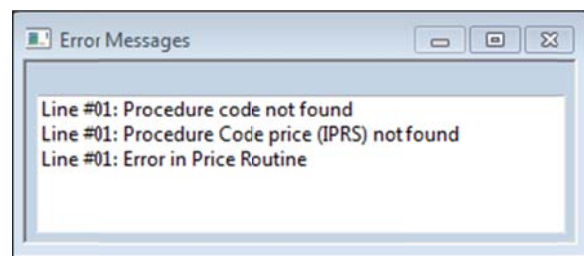 Error Messages
Line #01: Procedure code not found
Line #01: Procedure Code price (IPRS) not found
Line #01: Error in Price Routine